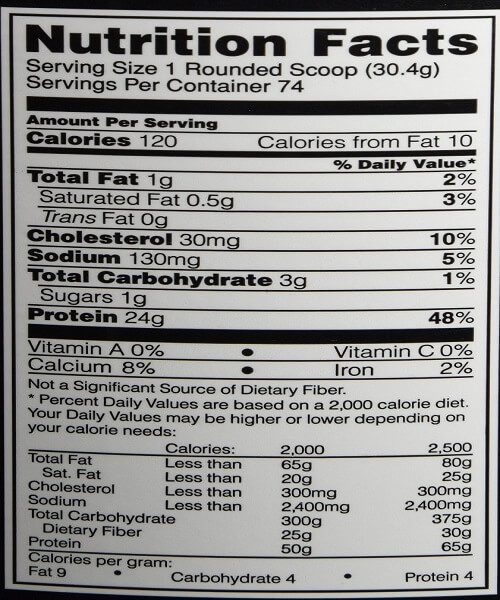 Nutrition Facts
Serving Size 1 Rounded Scoop (30.4g)
Servings Per Container 74
Amount Per Serving
Calories 120 Calories from Fat 10
% Daily Value*
Total Fat 1g 2%
Saturated Fat 0.5g 3%
Trans Fat 0g
Cholesterol 30mg 10%
Sodium 130mg 5%
Total Carbohydrate 3g 1%
Sugars 1g
Protein 24g 48%
Vitamin A 0% ● Vitamin C 0%
Calcium 8% ● Iron 2%
Not a Significant Source of Dietary Fiber.
* Percent Daily Values are based on a 2,000 calorie diet.
Your Daily Values may be higher or lower depending on
your calorie needs:
Calories: 2,000 2,500
Total Fat Less than 65g 80g
Sat. Fat Less than 20g 25g
Cholesterol Less than 300mg 300mg
Sodium Less than 2,400mg 2,400mg
Total Carbohydrate 300g 375g
Dietary Fiber 25g 30g
Protein 50g 65g
Calories per gram:
Fat 9 • Carbohydrate 4 • Protein 4